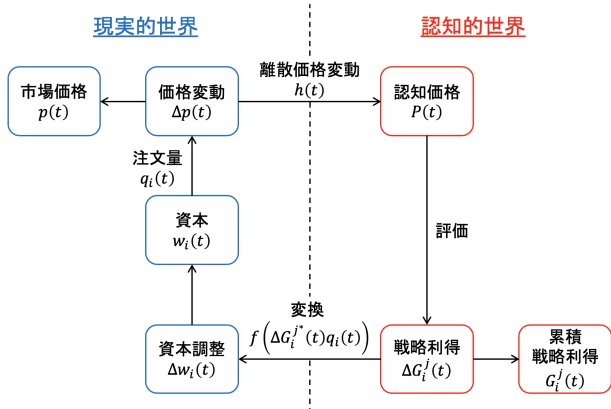 現実的世界
認知的世界
市場価格
p(t)
価格変動
Δp(t)
離散価格変動
h(t)
認知価格
P(t)
注文量
q_i(t)
資本
w_i(t)
評価
変換
f(ΔG_i^{j*}(t)q_i(t))
資本調整
Δw_i(t)
戦略利得
ΔG_i^j(t)
累積
戦略利得
G_i^j(t)